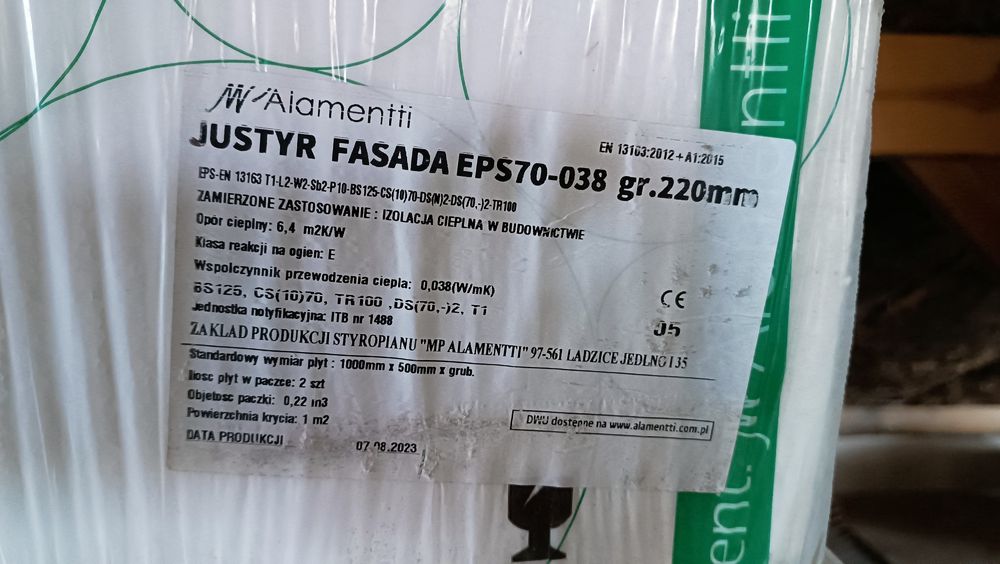 Alamentti
EN 13163:2012 + A1:2015
JUSTYR FASADA EPS70-038 gr.220mm
EPS-EN 13163 T1-L2-W2-Sb2-P10-BS125-CS(10)70-DS(N)2-DS(70,-)2-TR100
ZAMIERZONE ZASTOSOWANIE : IZOLACJA CIEPLNA W BUDOWNICTWIE
Opór cieplny: 6,4 m2K/W
Klasa reakcji na ogien: E
Wspolczynnik przewodzenia ciepla: 0,038(W/mK)
BS125, CS(10)70, TR100 ,DS(70,-)2, T1
CE
05
Jednostka notyfikacyjna: ITB nr 1488
ZAKLAD PRODUKCJI STYROPIANU "MP ALAMENTTI" 97-561 LADZICE JEDLNO I 35
Standardowy wymiar płyt : 1000mm x 500mm x grub.
Ilosc płyt w paczce: 2 szt
Objetosc paczki: 0,22 m3
Powierzchnia krycia: 1 m2
DWU dostępne na www.alamentti.com.pl
DATA PRODUKCJI 07.08.2023
ntti